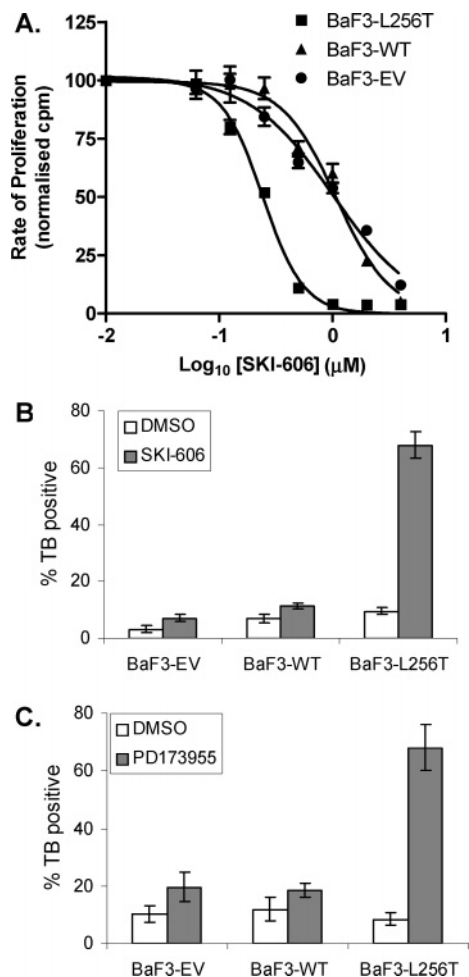 A.
BaF3-L256T
BaF3-WT
BaF3-EV
125
100
75
50
25
0
Rate of Proliferation
(normalised cpm)
-2
-1
0
1
Log10 [SKI-606] (μM)
B
DMSO
SKI-606
80
60
40
20
0
% TB positive
BaF3-EV
BaF3-WT
BaF3-L256T
C.
DMSO
PD173955
80
60
40
20
0
% TB positive
BaF3-EV
BaF3-WT
BaF3-L256T